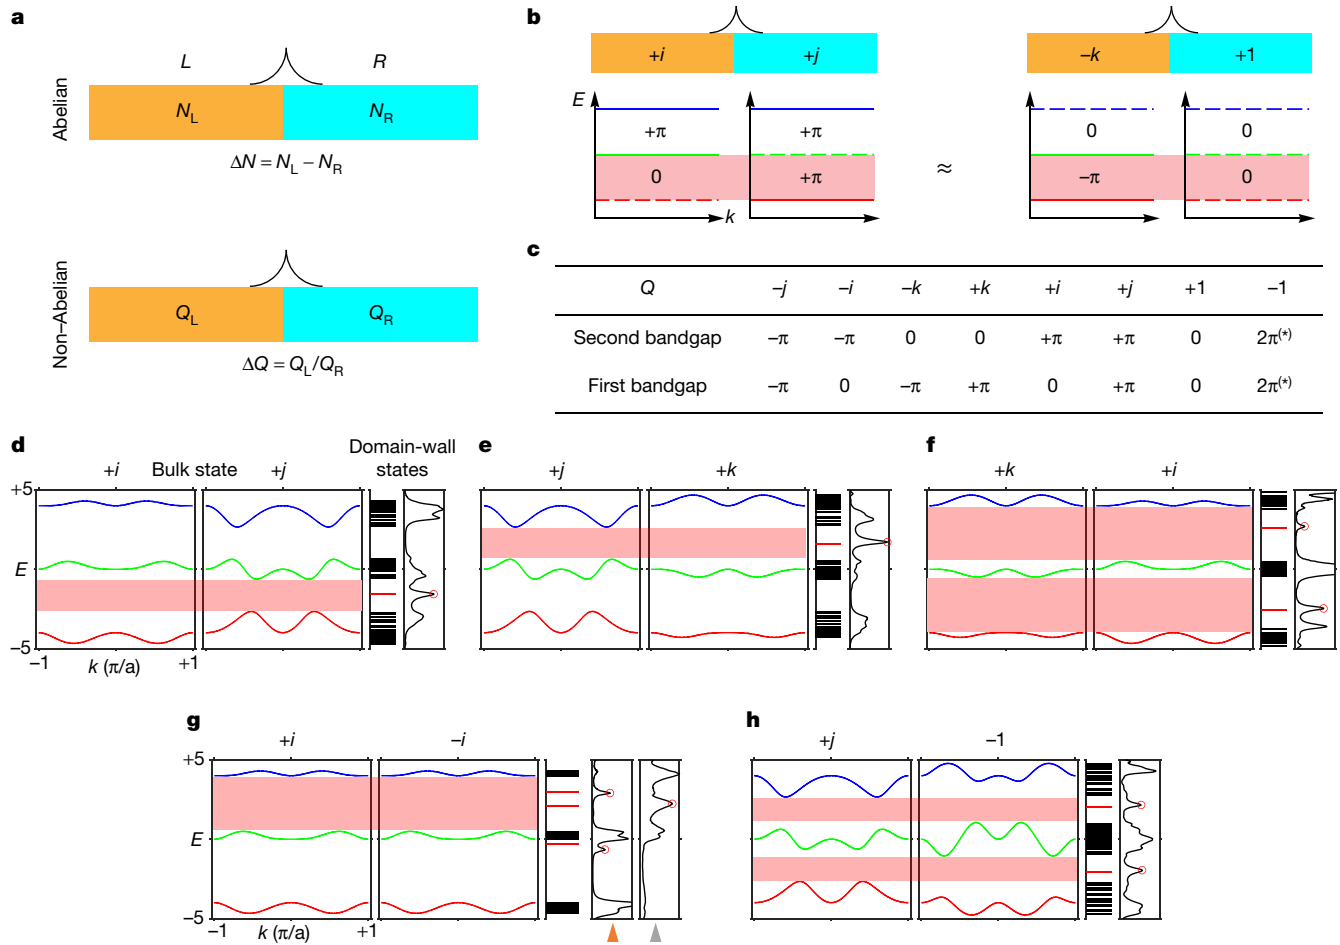 a
L R
Abelian
N_L N_R
ΔN = N_L − N_R
Non–Abelian
Q_L Q_R
ΔQ = Q_L/Q_R
b
+i +j
E
+π +π
0 +π
k
≈
−k +1
0 0
−π 0
c
Q −j −i −k +k +i +j +1 −1
Second bandgap −π −π 0 0 +π +π 0 2π(*)
First bandgap −π 0 −π +π 0 +π 0 2π(*)
d
+i Bulk state +j
Domain-wall
states
+5
E
−5
−1 k (π/a) +1
e
+j +k
f
+k +i
g
+i −i
+5
E
−5
−1 k (π/a) +1
h
+j −1